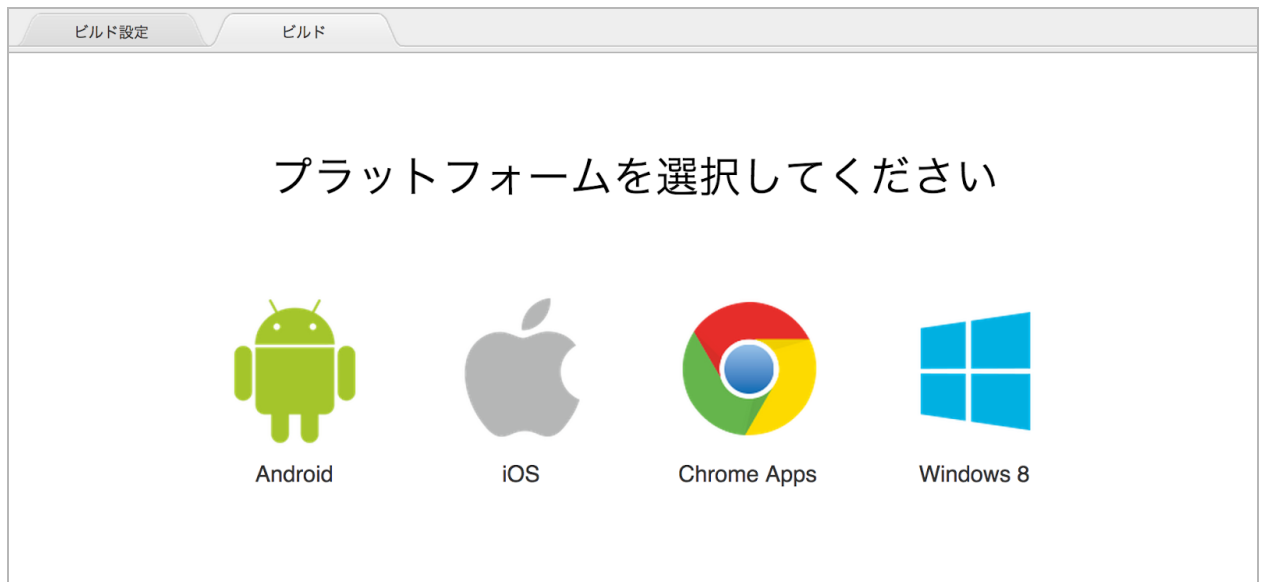 ビルド設定
ビルド
プラットフォームを選択してください
Android
iOS
Chrome Apps
Windows 8